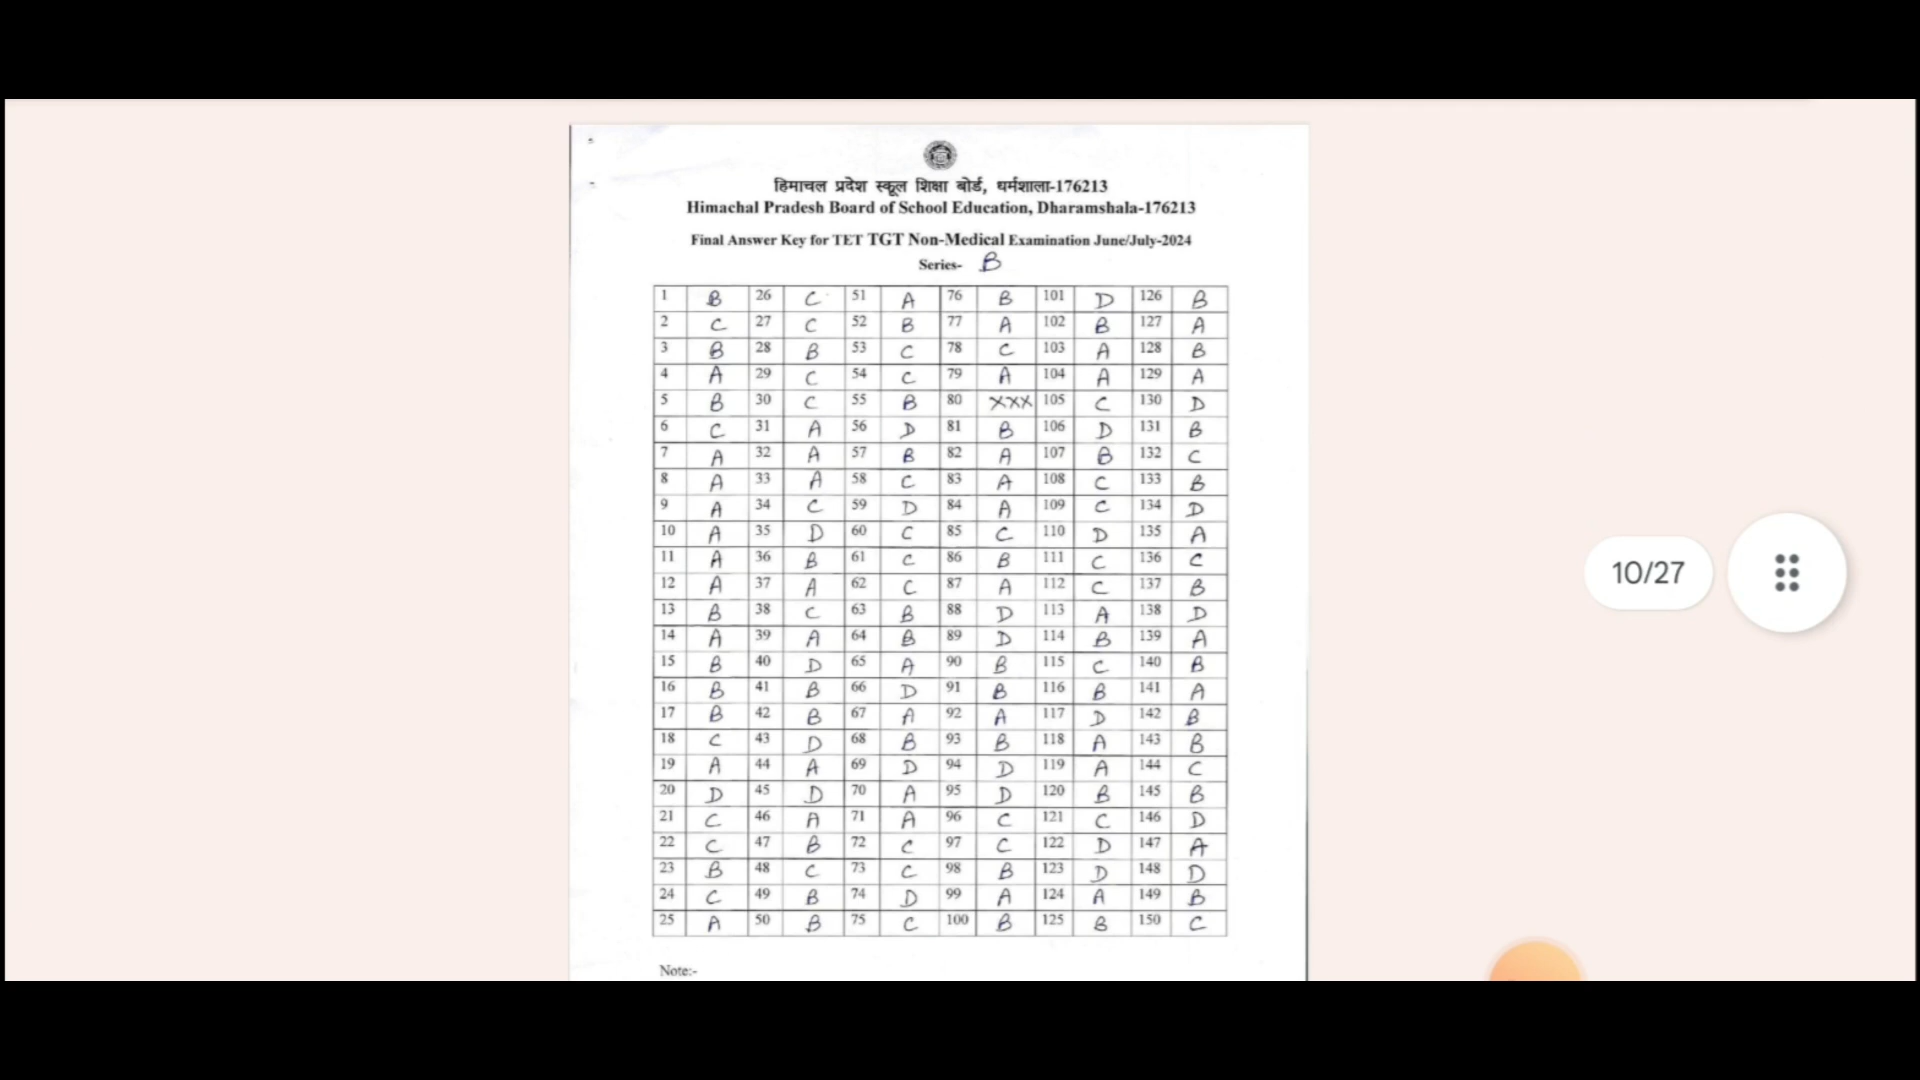 हिमाचल प्रदेश स्कूल शिक्षा बोर्ड, धर्मशाला-176213
Himachal Pradesh Board of School Education, Dharamshala-176213
Final Answer Key for TET TGT Non-Medical Examination June/July-2024
Series- B
1 B 26 C 51 A 76 B 101 D 126 B
2 C 27 C 52 B 77 A 102 B 127 A
3 B 28 B 53 C 78 C 103 A 128 B
4 A 29 C 54 C 79 A 104 A 129 A
5 B 30 C 55 B 80 XXX 105 C 130 D
6 C 31 A 56 D 81 B 106 D 131 B
7 A 32 A 57 B 82 A 107 B 132 C
8 A 33 A 58 C 83 A 108 C 133 B
9 A 34 C 59 D 84 A 109 C 134 D
10 A 35 D 60 C 85 C 110 D 135 A
11 A 36 B 61 C 86 B 111 C 136 C
12 A 37 A 62 C 87 A 112 C 137 B
13 B 38 C 63 B 88 D 113 A 138 D
14 A 39 A 64 B 89 D 114 B 139 A
15 B 40 D 65 A 90 B 115 C 140 B
16 B 41 B 66 D 91 B 116 B 141 A
17 B 42 B 67 A 92 A 117 D 142 B
18 C 43 D 68 B 93 B 118 A 143 B
19 A 44 A 69 D 94 D 119 A 144 C
20 D 45 D 70 A 95 D 120 B 145 B
21 C 46 A 71 A 96 C 121 C 146 D
22 C 47 B 72 C 97 C 122 D 147 A
23 B 48 C 73 C 98 B 123 D 148 D
24 C 49 B 74 D 99 A 124 A 149 B
25 A 50 B 75 C 100 B 125 B 150 C
Note:-
10/27